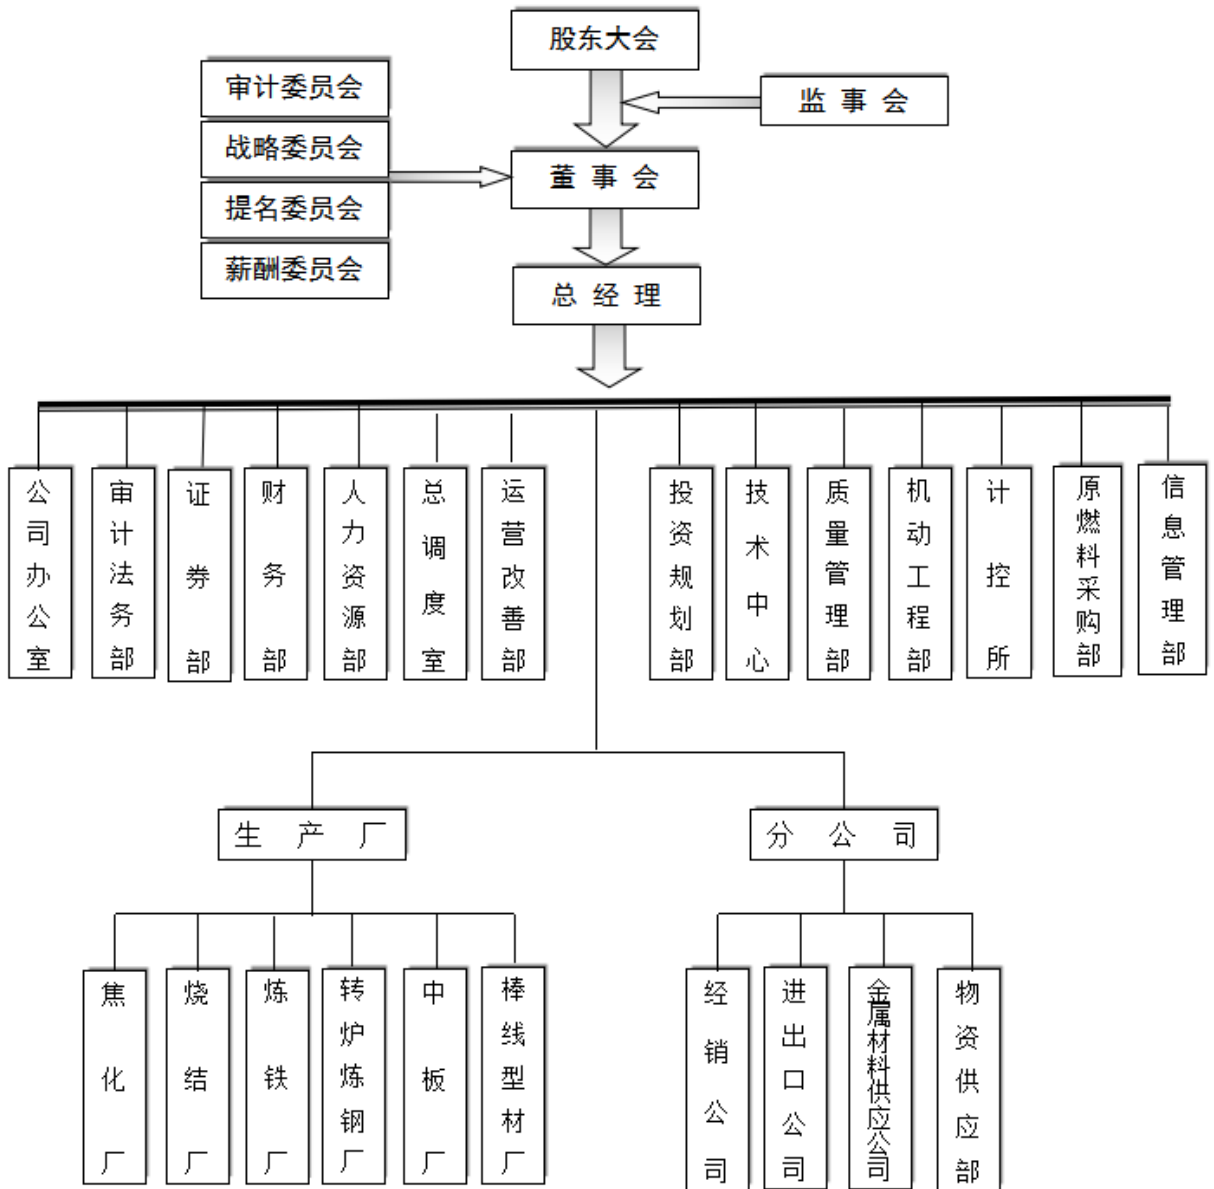 股东大会
审计委员会
监事会
战略委员会
董事会
提名委员会
薪酬委员会
总经理
公司办公室
审计法务部
证券部
财务部
人力资源部
总调度室
运营改善部
投资规划部
技术中心
质量管理部
机动工程部
计控所
原燃料采购部
信息管理部
生产厂
分公司
焦化厂
烧结厂
炼铁厂
转炉炼钢厂
中板厂
棒线型材厂
经销公司
进出口公司
金属材料供应公司
物资供应部